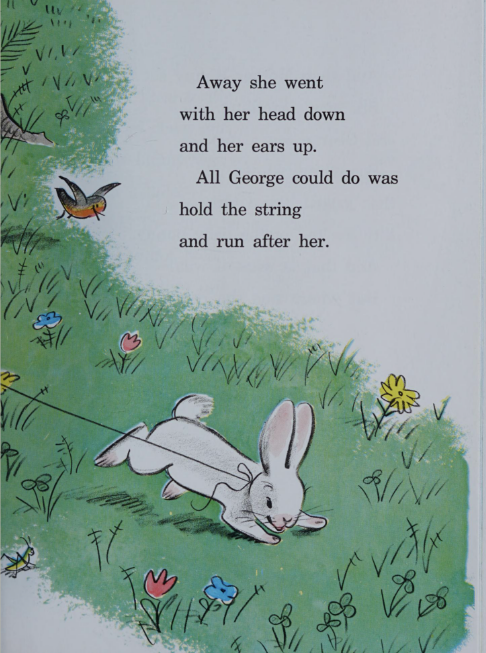 Away she went
with her head down
and her ears up.
All George could do was
hold the string
and run after her.